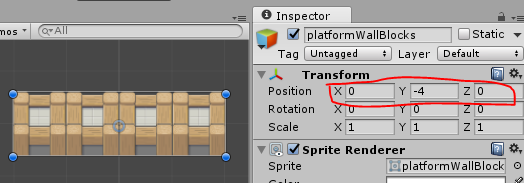 Inspector
mos
All
platformWallBlocks
Static
Tag
Untagged
Layer
Default
Transform
Position X 0 Y -4 Z 0
Rotation X 0 Y 0 Z 0
Scale X 1 Y 1 Z 1
Sprite Renderer
Sprite
platformWallBlock
Color